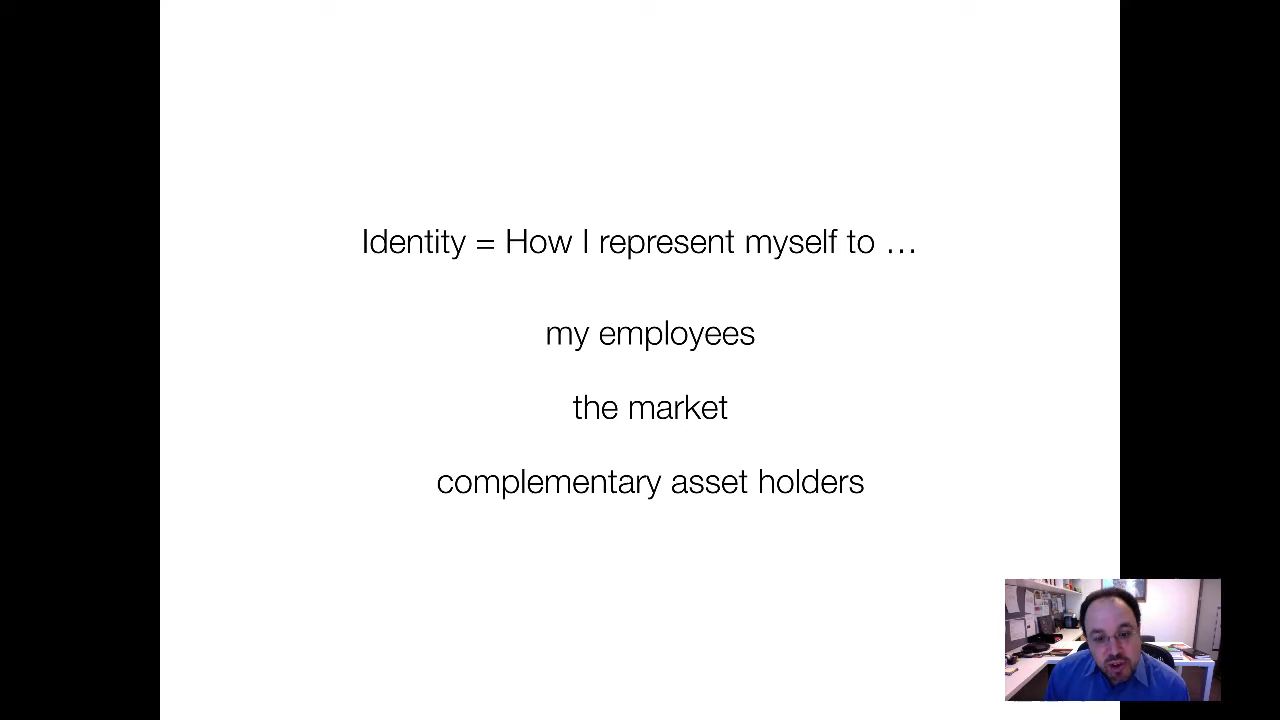 Identity = How I represent myself to …
my employees
the market
complementary asset holders